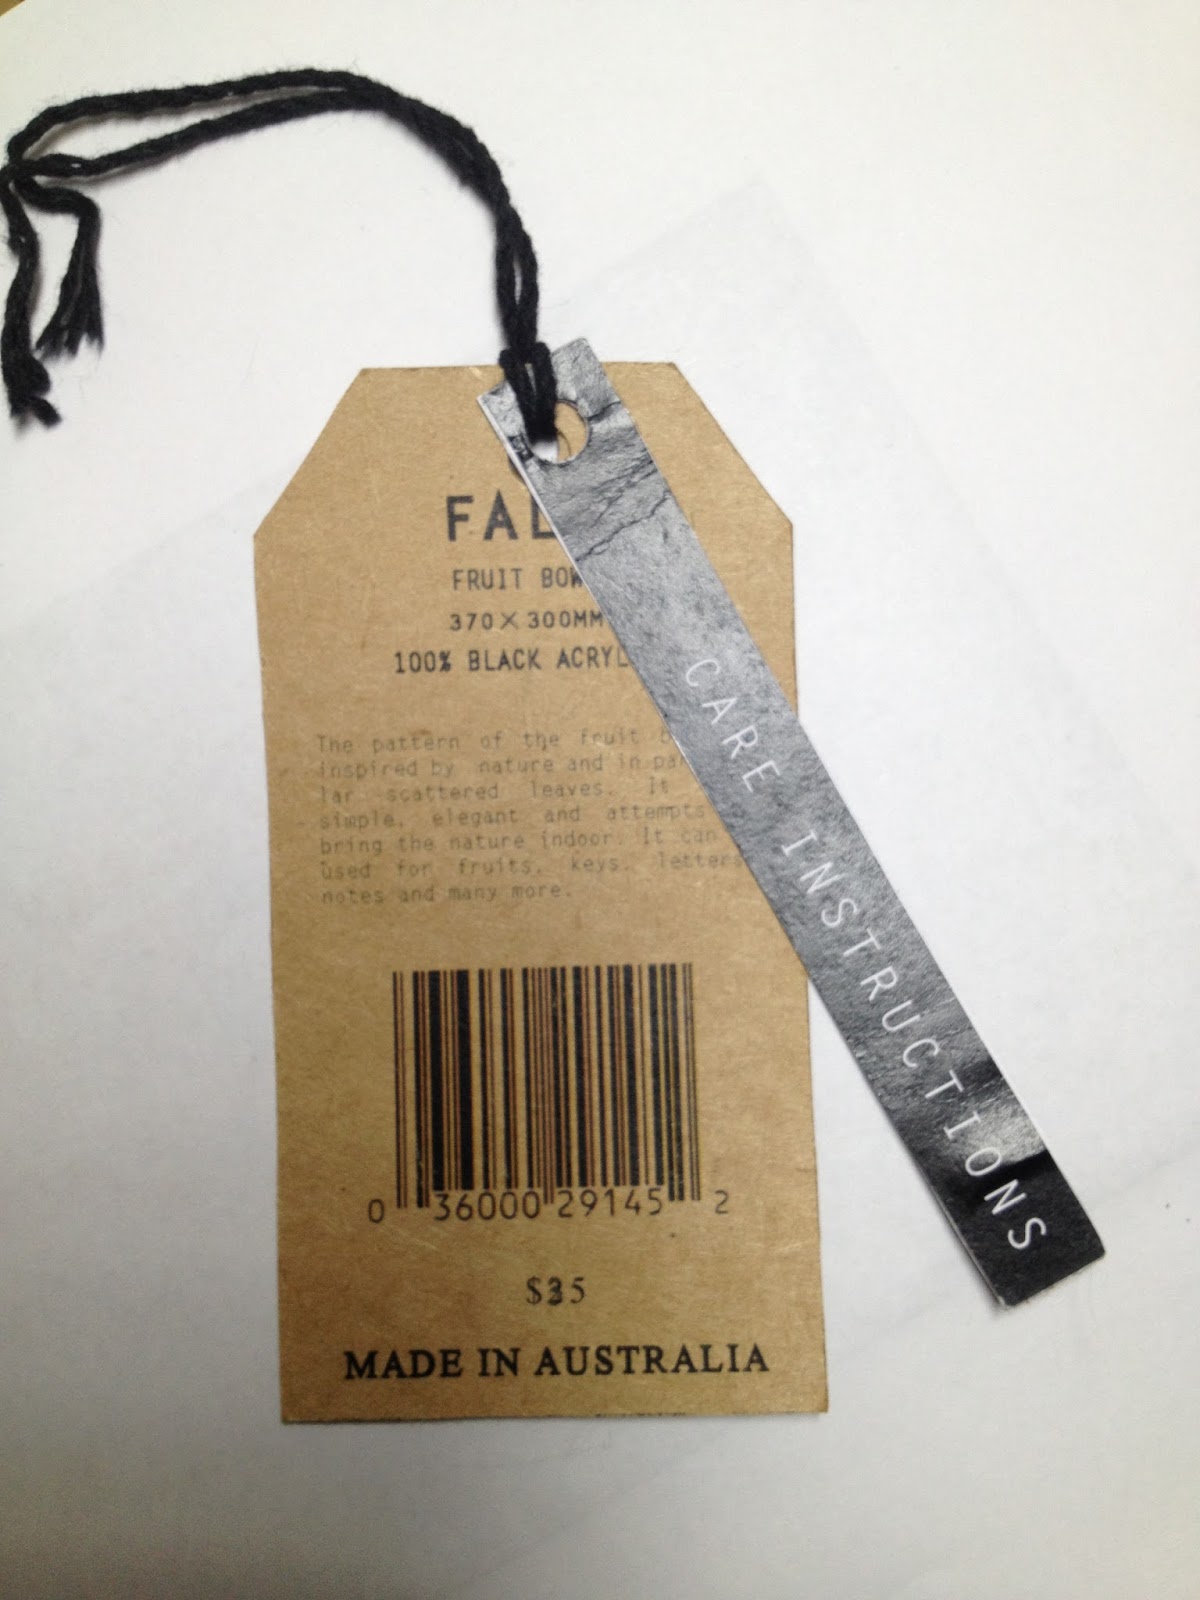 FAL
FRUIT BOW
370×300MM
100% BLACK ACRYL
The pattern of the fruit b
inspired by nature and in par
lar scattered leaves. It
simple, elegant and attempts
bring the nature indoor. It can
used for fruits, keys, letters
notes and many more.
0 36000 29145 2
MADE IN AUSTRALIA
CARE INSTRUCTIONS